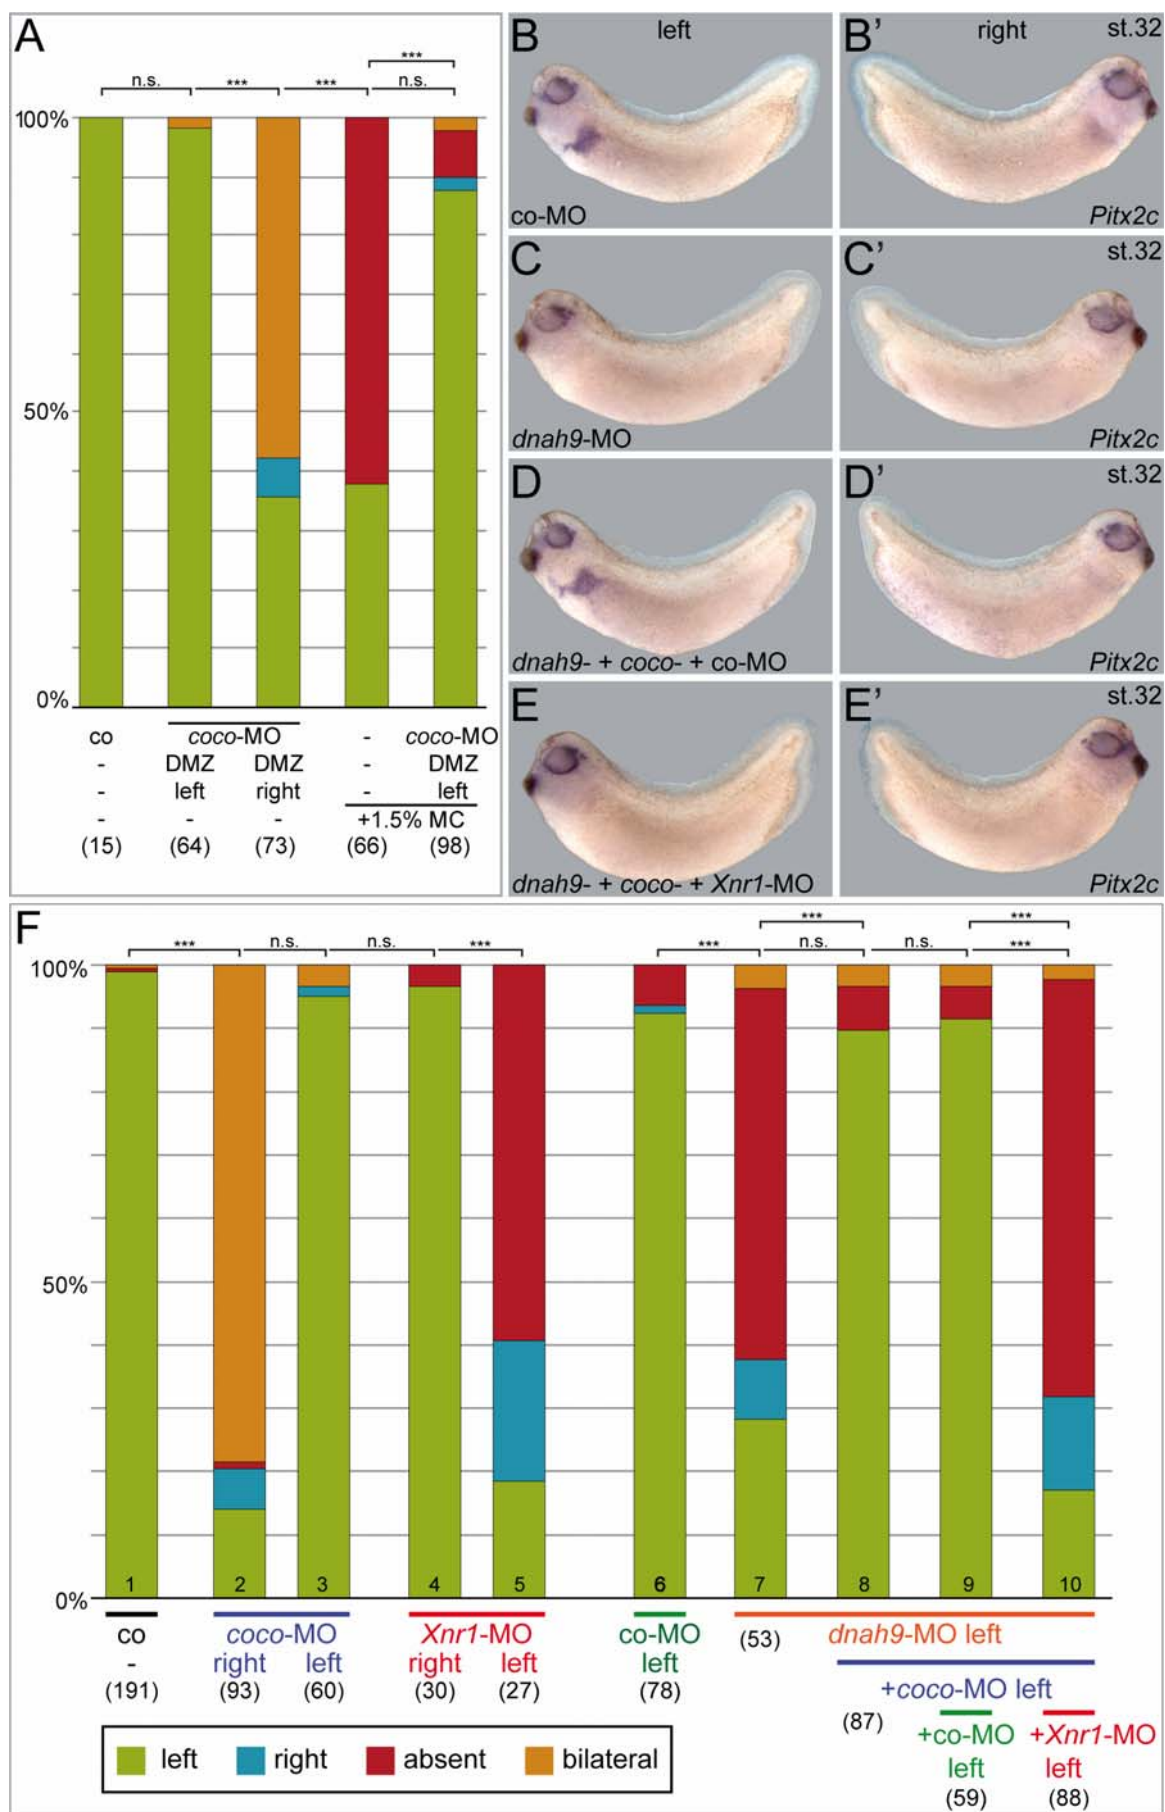 A
n.s. *** *** *** n.s.
100%
50%
0%
co coco-MO - coco-MO
- DMZ DMZ - DMZ
- left right - left
- - - +1.5% MC
(15) (64) (73) (66) (98)
B left
co-MO
B' right st.32
Pitx2c
C
dnah9-MO
C' st.32
Pitx2c
D
dnah9- + coco- + co-MO
D' st.32
Pitx2c
E
dnah9- + coco- + Xnr1-MO
E' st.32
Pitx2c
F
*** ***
*** n.s. n.s. *** *** n.s. n.s. ***
100%
50%
0%
1 2 3 4 5 6 7 8 9 10
co coco-MO Xnr1-MO co-MO (53) dnah9-MO left
- right left right left left
(191) (93) (60) (30) (27) (78)
+coco-MO left
(87)
+co-MO +Xnr1-MO
left left
(59) (88)
left right absent bilateral